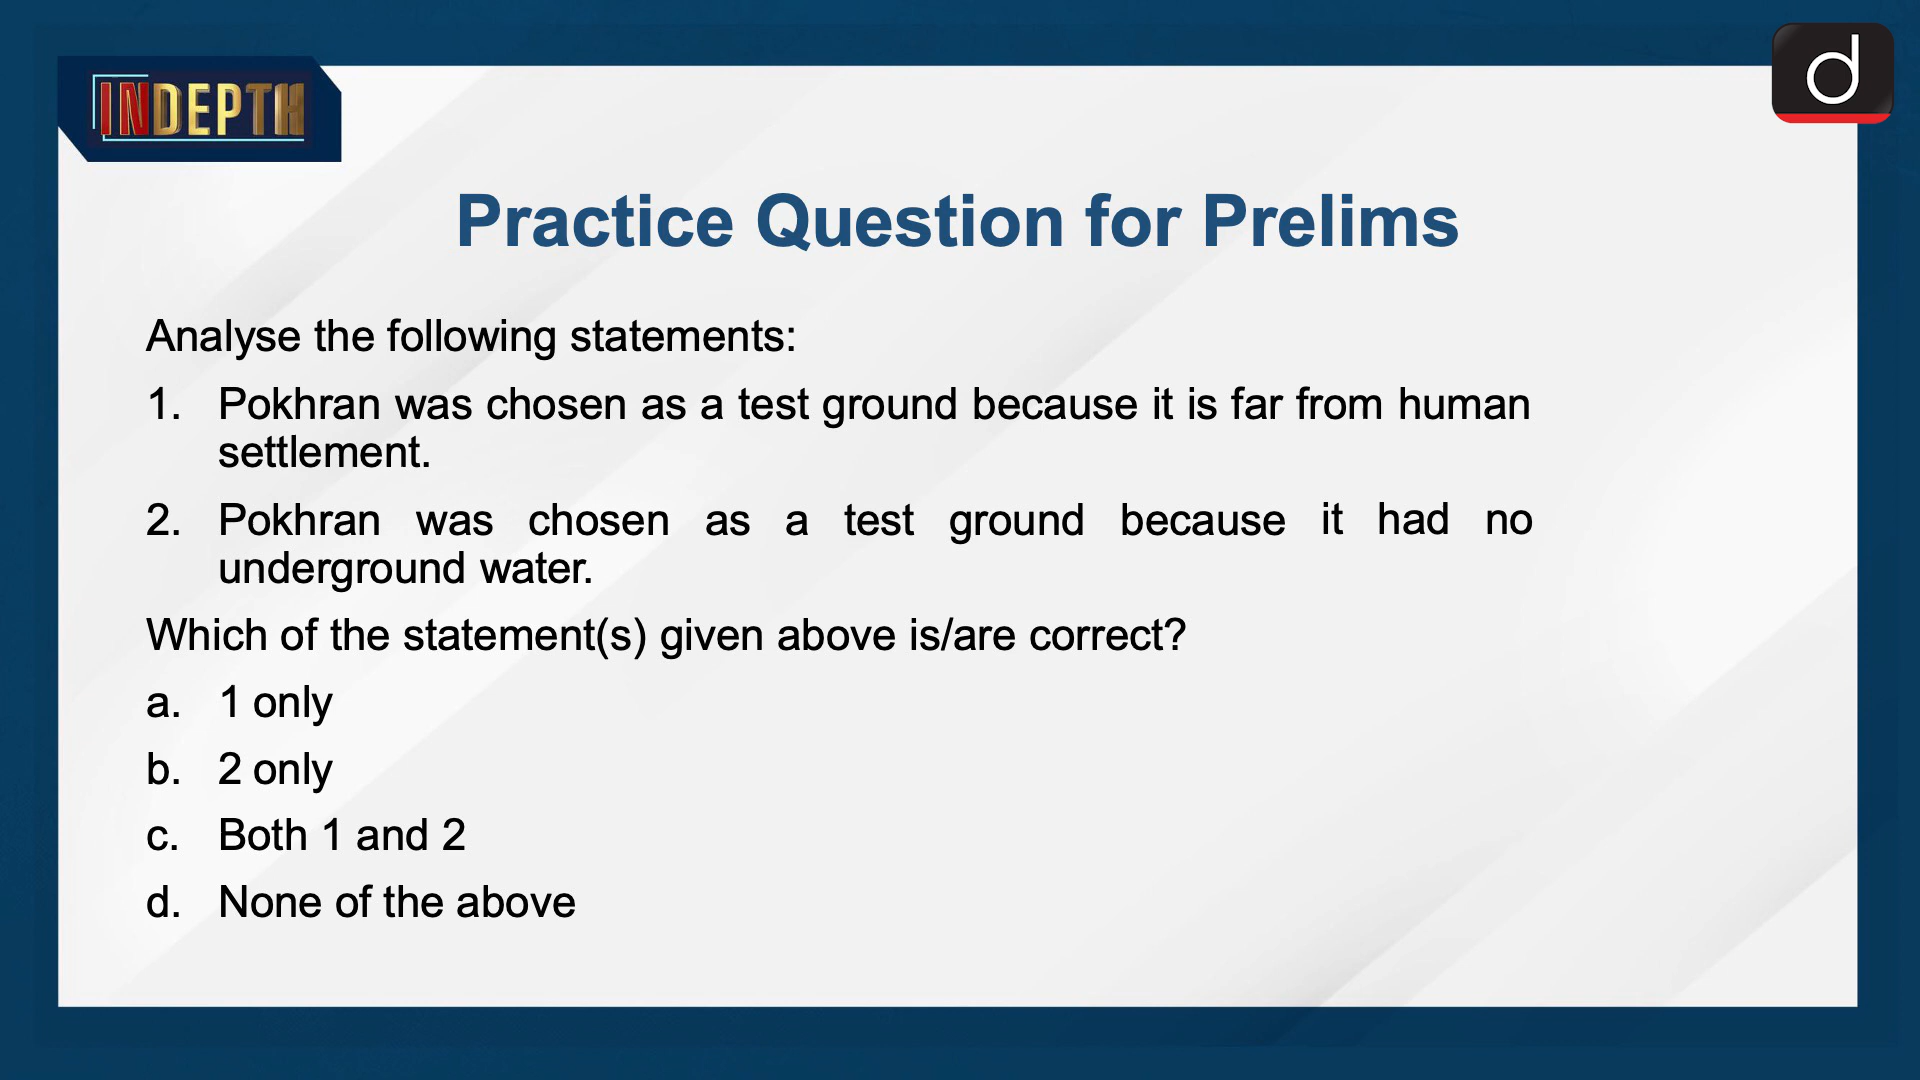 INDEPTH
d
Practice Question for Prelims
Analyse the following statements:
1. Pokhran was chosen as a test ground because it is far from human
settlement.
2. Pokhran was chosen as a test ground because it had no
underground water.
Which of the statement(s) given above is/are correct?
a. 1 only
b. 2 only
c. Both 1 and 2
d. None of the above